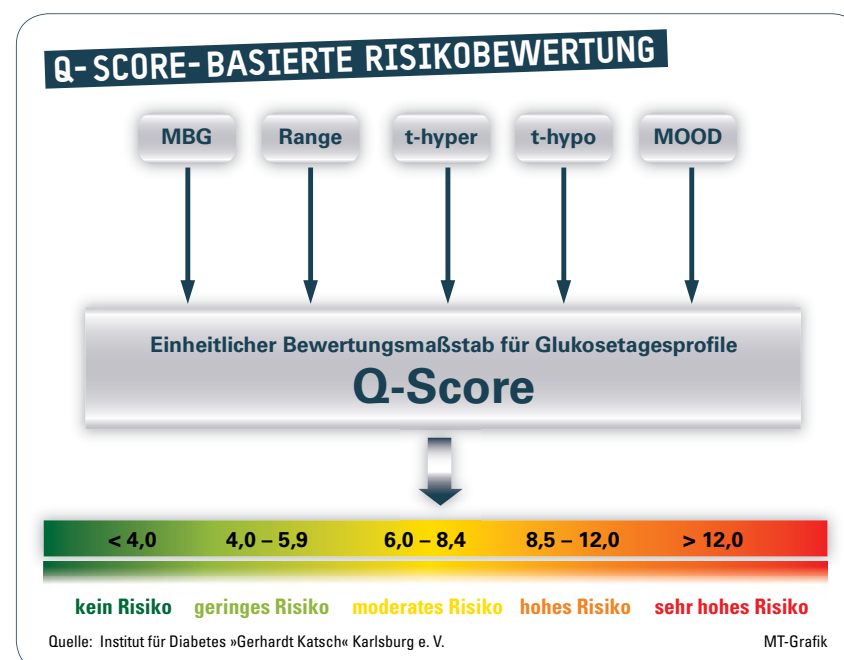 Q-SCORE-BASIERTE RISIKOBEWERTUNG
MBG Range t-hyper t-hypo MOOD
Einheitlicher Bewertungsmaßstab für Glukosetagesprofile
Q-Score
< 4,0 4,0 – 5,9 6,0 – 8,4 8,5 – 12,0 > 12,0
kein Risiko geringes Risiko moderates Risiko hohes Risiko sehr hohes Risiko
Quelle: Institut für Diabetes »Gerhardt Katsch« Karlsburg e. V. MT-Grafik